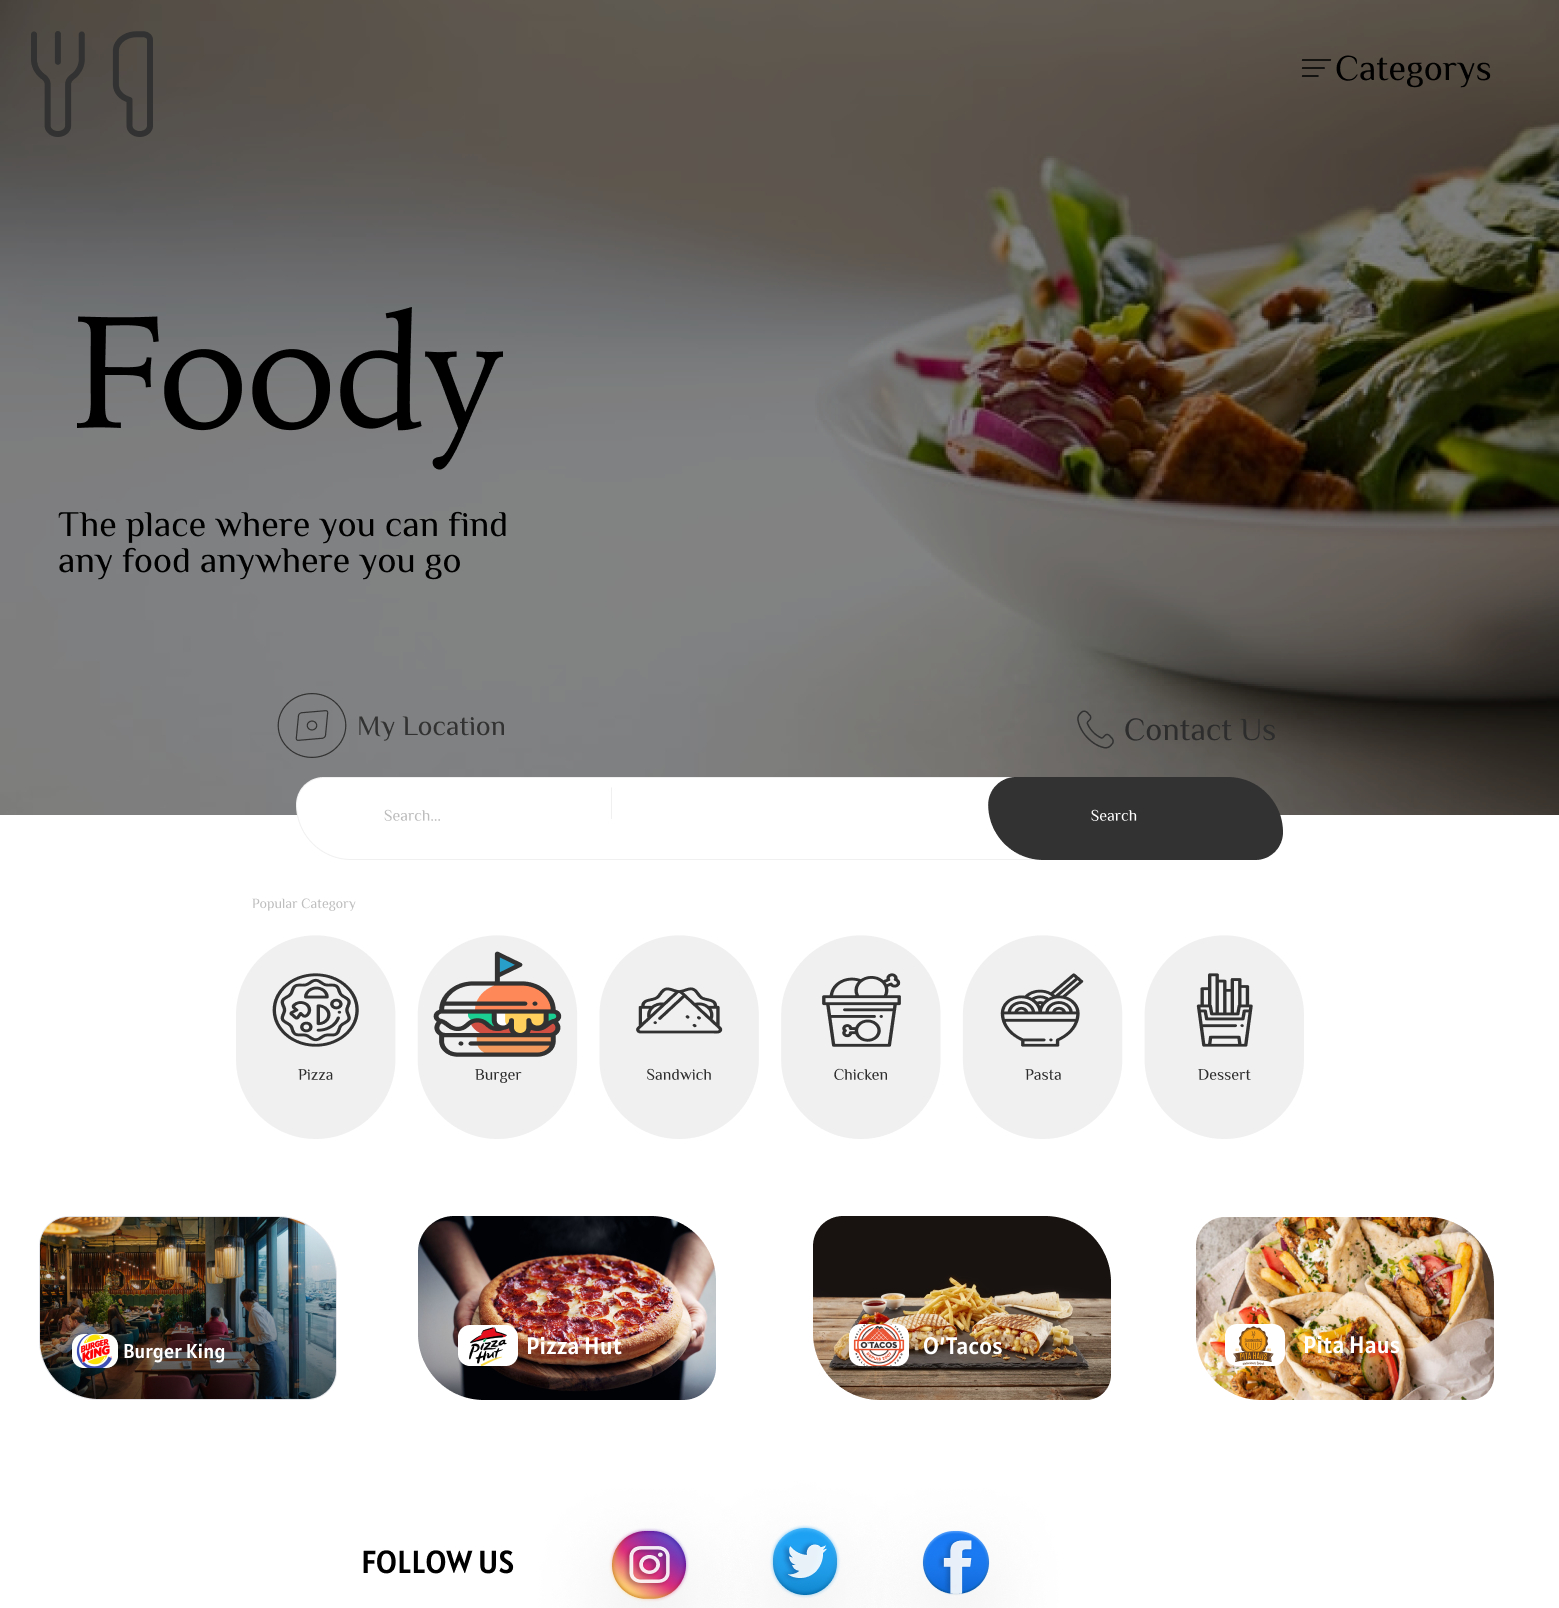 Categorys
Foody
The place where you can find
any food anywhere you go
My Location
Contact Us
Search...
Search
Popular Category
Pizza
Burger
Sandwich
Chicken
Pasta
Dessert
BURGER
KING
Burger King
Pizza
Hut
Pizza Hut
O'TACOS
O'Tacos
PITA HAUS
Pita Haus
FOLLOW US